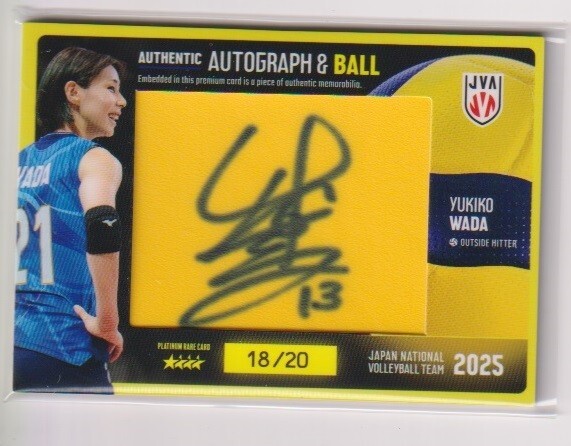 AUTHENTIC AUTOGRAPH & BALL
Embedded in this premium card is a piece of authentic memorabilia.
JVA
WADA
21
YUKIKO
WADA
OUTSIDE HITTER
13
PLATINUM RARE CARD
18/20
JAPAN NATIONAL
VOLLEYBALL TEAM
2025